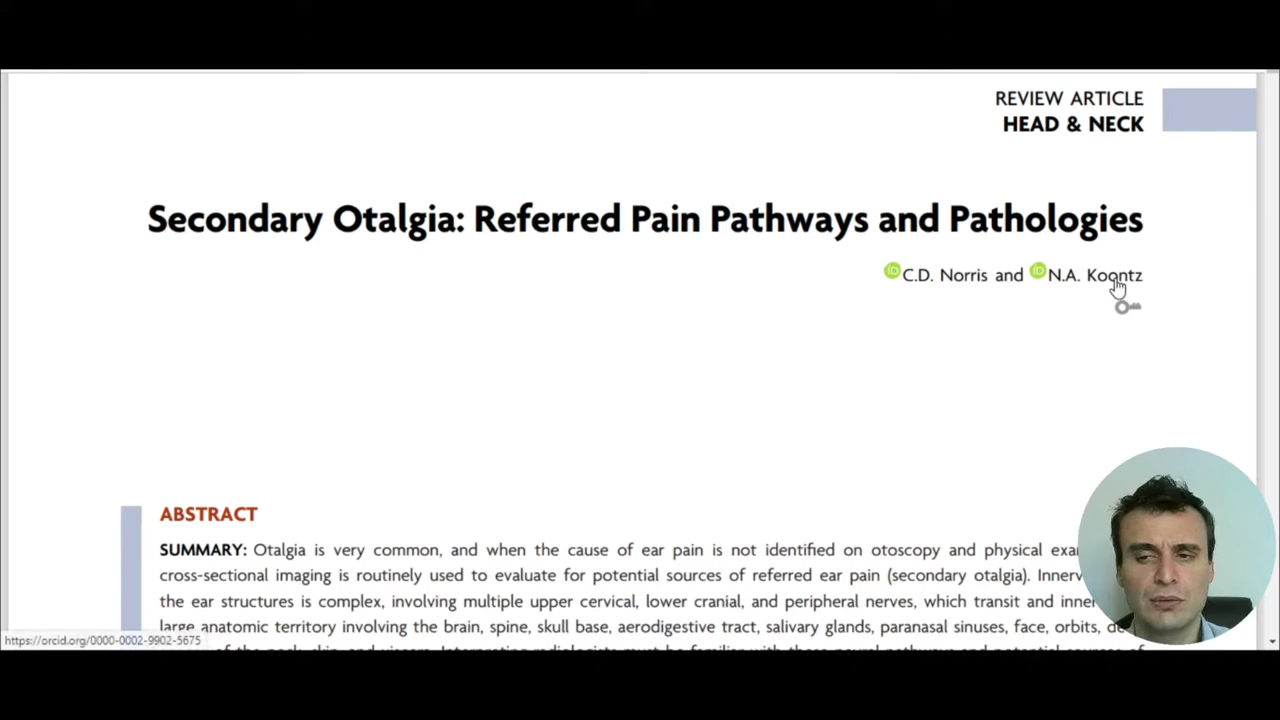 REVIEW ARTICLE
HEAD & NECK
Secondary Otalgia: Referred Pain Pathways and Pathologies
iD C.D. Norris and iD N.A. Koontz
ABSTRACT
SUMMARY: Otalgia is very common, and when the cause of ear pain is not identified on otoscopy and physical
cross-sectional imaging is routinely used to evaluate for potential sources of referred ear pain (secondary otalgia).
the ear structures is complex, involving multiple upper cervical, lower cranial, and peripheral nerves, which transit and
large anatomic territory involving the brain, spine, skull base, aerodigestive tract, salivary glands, paranasal sinuses, face, orbits,
https://orcid.org/0000-0002-9902-5675